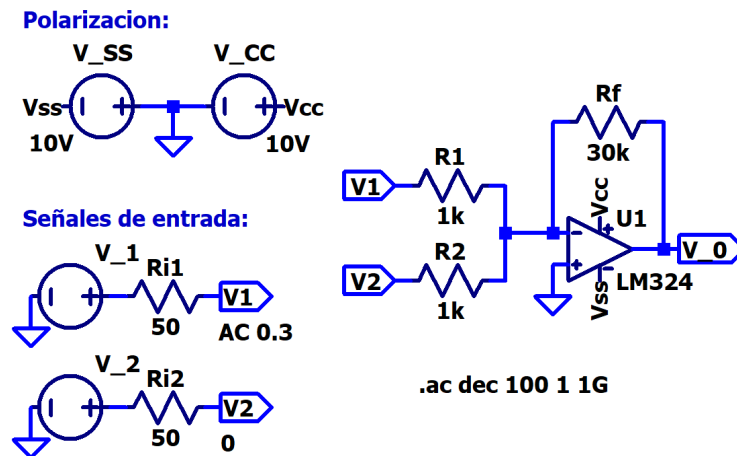 Polarizacion:
V_SS
V_CC
Vss
Vcc
10V
10V
Señales de entrada:
V_1
Ri1
V1
50
AC 0.3
V_2
Ri2
V2
50
0
Rf
30k
R1
V1
1k
R2
V2
1k
Vcc
U1
V_0
LM324
Vss
.ac dec 100 1 1G